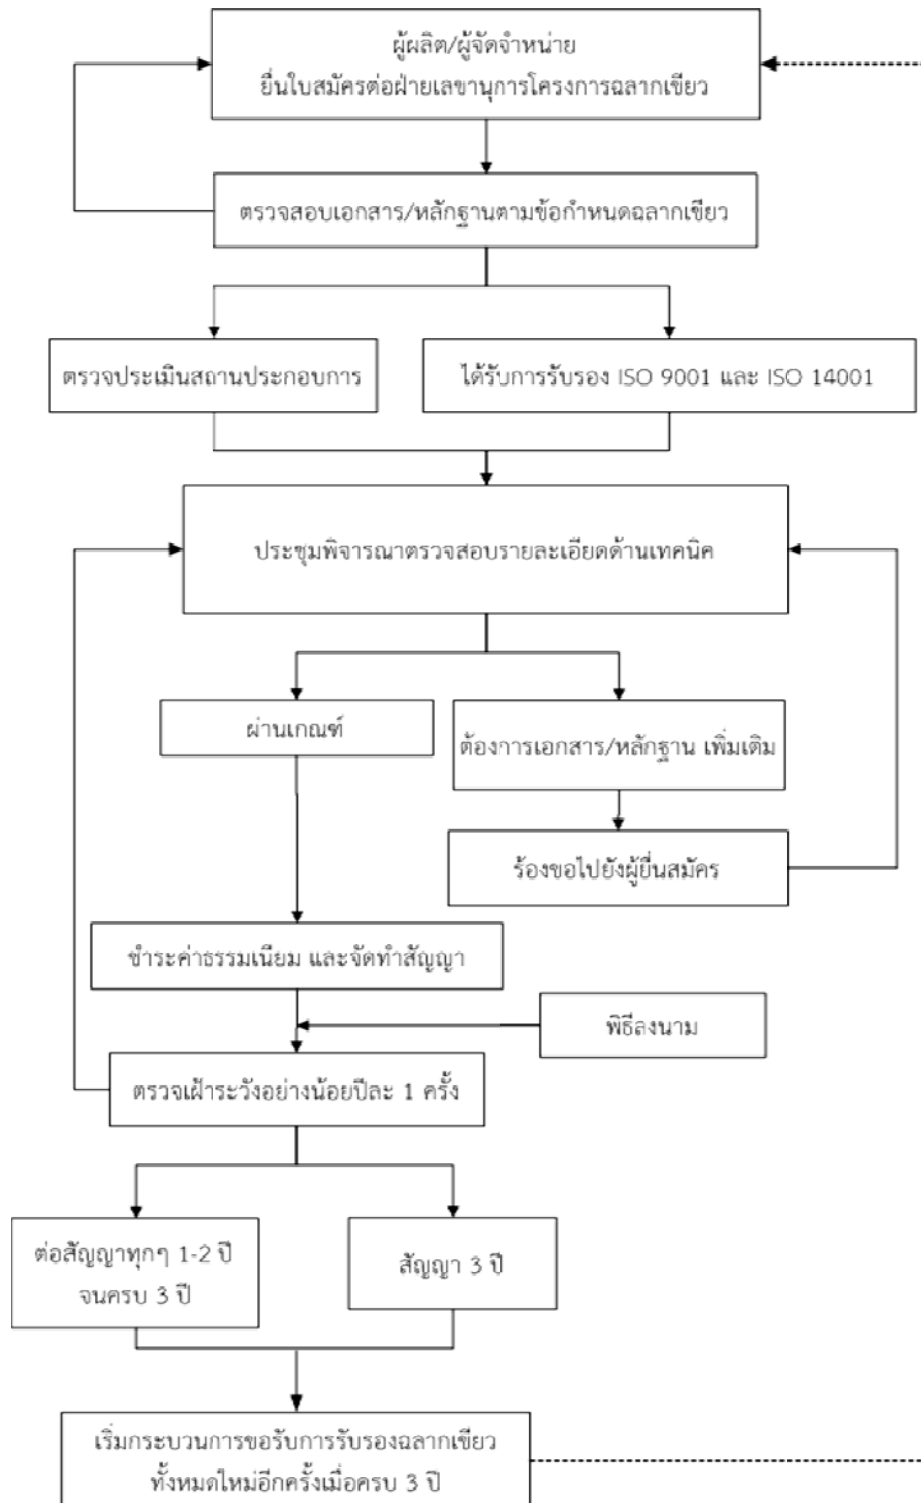 ผู้ผลิต/ผู้จัดจำหน่าย
ยื่นใบสมัครต่อฝ่ายเลขานุการโครงการฉลากเขียว
ตรวจสอบเอกสาร/หลักฐานตามข้อกำหนดฉลากเขียว
ตรวจประเมินสถานประกอบการ
ได้รับการรับรอง ISO 9001 และ ISO 14001
ประชุมพิจารณาตรวจสอบรายละเอียดด้านเทคนิค
ผ่านเกณฑ์
ต้องการเอกสาร/หลักฐาน เพิ่มเติม
ร้องขอไปยังผู้ยื่นสมัคร
ชำระค่าธรรมเนียม และจัดทำสัญญา
พิธีลงนาม
ตรวจเฝ้าระวังอย่างน้อยปีละ 1 ครั้ง
ต่อสัญญาทุกๆ 1-2 ปี
จนครบ 3 ปี
สัญญา 3 ปี
เริ่มกระบวนการขอรับการรับรองฉลากเขียว
ทั้งหมดใหม่อีกครั้งเมื่อครบ 3 ปี